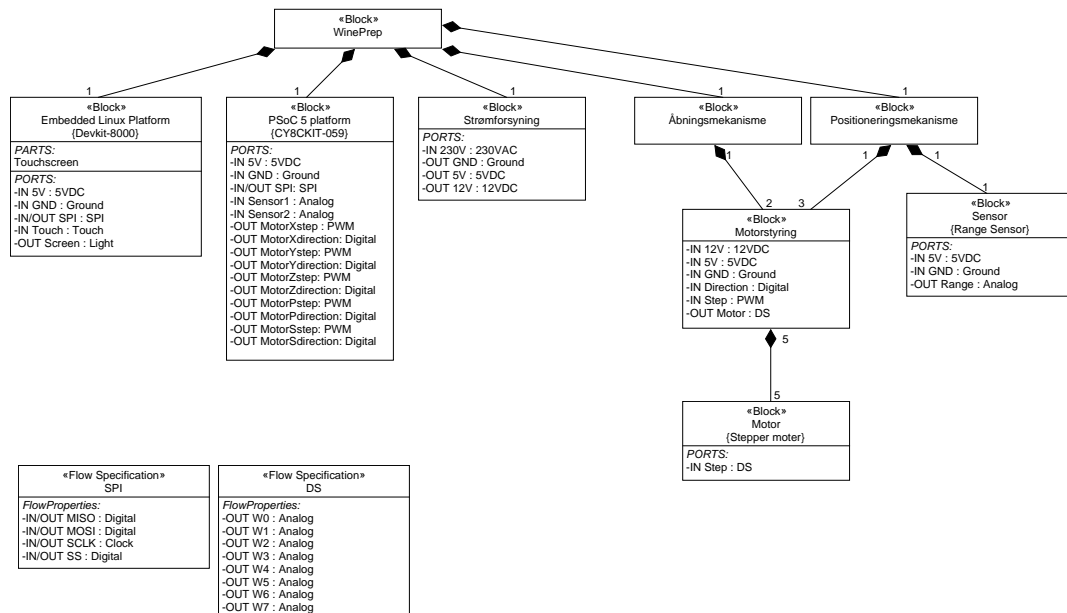 «Block»
WinePrep
1
1
1
1
1
«Block»
Embedded Linux Platform
{Devkit-8000}
PARTS:
Touchscreen
PORTS:
-IN 5V : 5VDC
-IN GND : Ground
-IN/OUT SPI : SPI
-IN Touch : Touch
-OUT Screen : Light
«Block»
PSoC 5 platform
{CY8CKIT-059}
PORTS:
-IN 5V : 5VDC
-IN GND : Ground
-IN/OUT SPI: SPI
-IN Sensor1 : Analog
-IN Sensor2 : Analog
-OUT MotorXstep: PWM
-OUT MotorXdirection: Digital
-OUT MotorYstep: PWM
-OUT MotorYdirection: Digital
-OUT MotorZstep: PWM
-OUT MotorZdirection: Digital
-OUT MotorPstep: PWM
-OUT MotorPdirection: Digital
-OUT MotorSstep: PWM
-OUT MotorSdirection: Digital
«Block»
Strømforsyning
PORTS:
-IN 230V : 230VAC
-OUT GND : Ground
-OUT 5V : 5VDC
-OUT 12V : 12VDC
«Block»
Åbningsmekanisme
«Block»
Positioneringsmekanisme
1
1
1
2
3
1
«Block»
Motorstyring
-IN 12V : 12VDC
-IN 5V : 5VDC
-IN GND : Ground
-IN Direction : Digital
-IN Step : PWM
-OUT Motor : DS
«Block»
Sensor
{Range Sensor}
PORTS:
-IN 5V : 5VDC
-IN GND : Ground
-OUT Range : Analog
5
5
«Block»
Motor
{Stepper moter}
PORTS:
-IN Step : DS
«Flow Specification»
SPI
FlowProperties:
-IN/OUT MISO : Digital
-IN/OUT MOSI : Digital
-IN/OUT SCLK : Clock
-IN/OUT SS : Digital
«Flow Specification»
DS
FlowProperties:
-OUT W0 : Analog
-OUT W1 : Analog
-OUT W2 : Analog
-OUT W3 : Analog
-OUT W4 : Analog
-OUT W5 : Analog
-OUT W6 : Analog
-OUT W7 : Analog